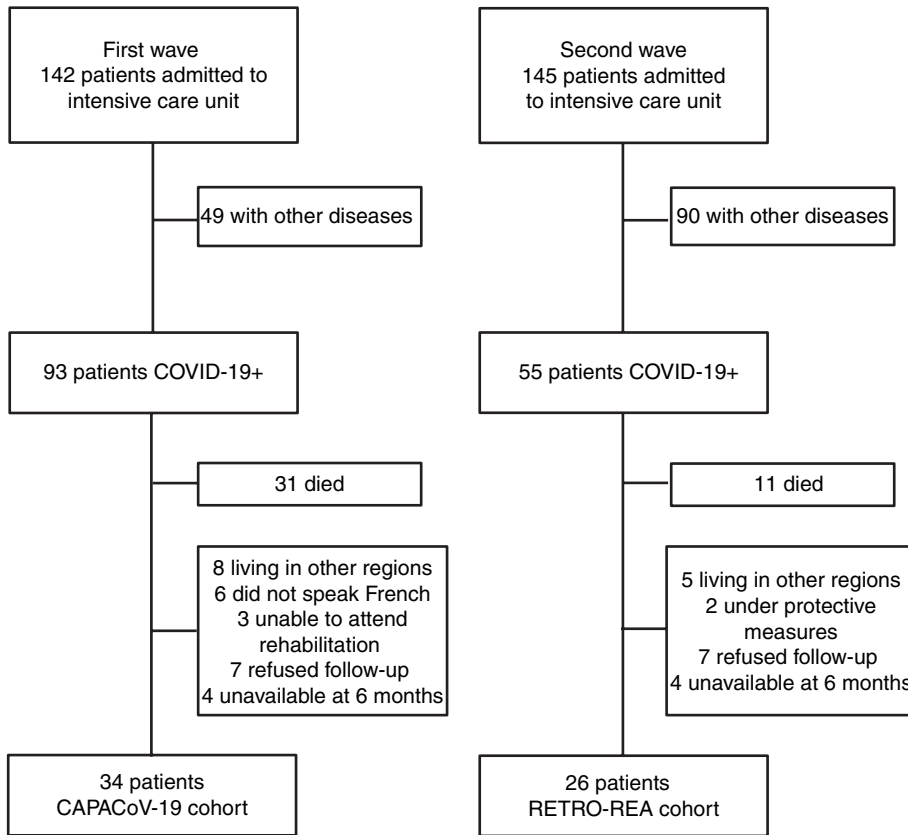 First wave
142 patients admitted to
intensive care unit
49 with other diseases
93 patients COVID-19+
31 died
8 living in other regions
6 did not speak French
3 unable to attend
rehabilitation
7 refused follow-up
4 unavailable at 6 months
34 patients
CAPACoV-19 cohort
Second wave
145 patients admitted
to intensive care unit
90 with other diseases
55 patients COVID-19+
11 died
5 living in other regions
2 under protective
measures
7 refused follow-up
4 unavailable at 6 months
26 patients
RETRO-REA cohort